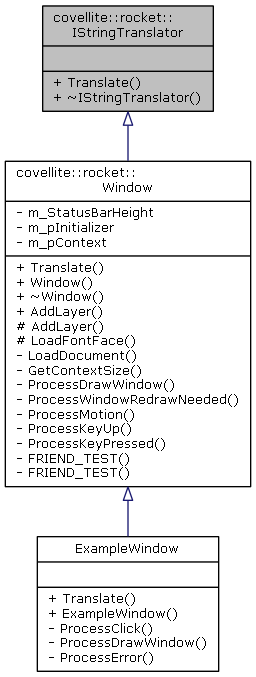 covellite::rocket::
IStringTranslator
+ Translate()
+ ~IStringTranslator()
covellite::rocket::
Window
- m_StatusBarHeight
- m_pInitializer
- m_pContext
+ Translate()
+ Window()
+ ~Window()
+ AddLayer()
# AddLayer()
# LoadFontFace()
- LoadDocument()
- GetContextSize()
- ProcessDrawWindow()
- ProcessWindowRedrawNeeded()
- ProcessMotion()
- ProcessKeyUp()
- ProcessKeyPressed()
- FRIEND_TEST()
- FRIEND_TEST()
ExampleWindow
+ Translate()
+ ExampleWindow()
- ProcessClick()
- ProcessDrawWindow()
- ProcessError()